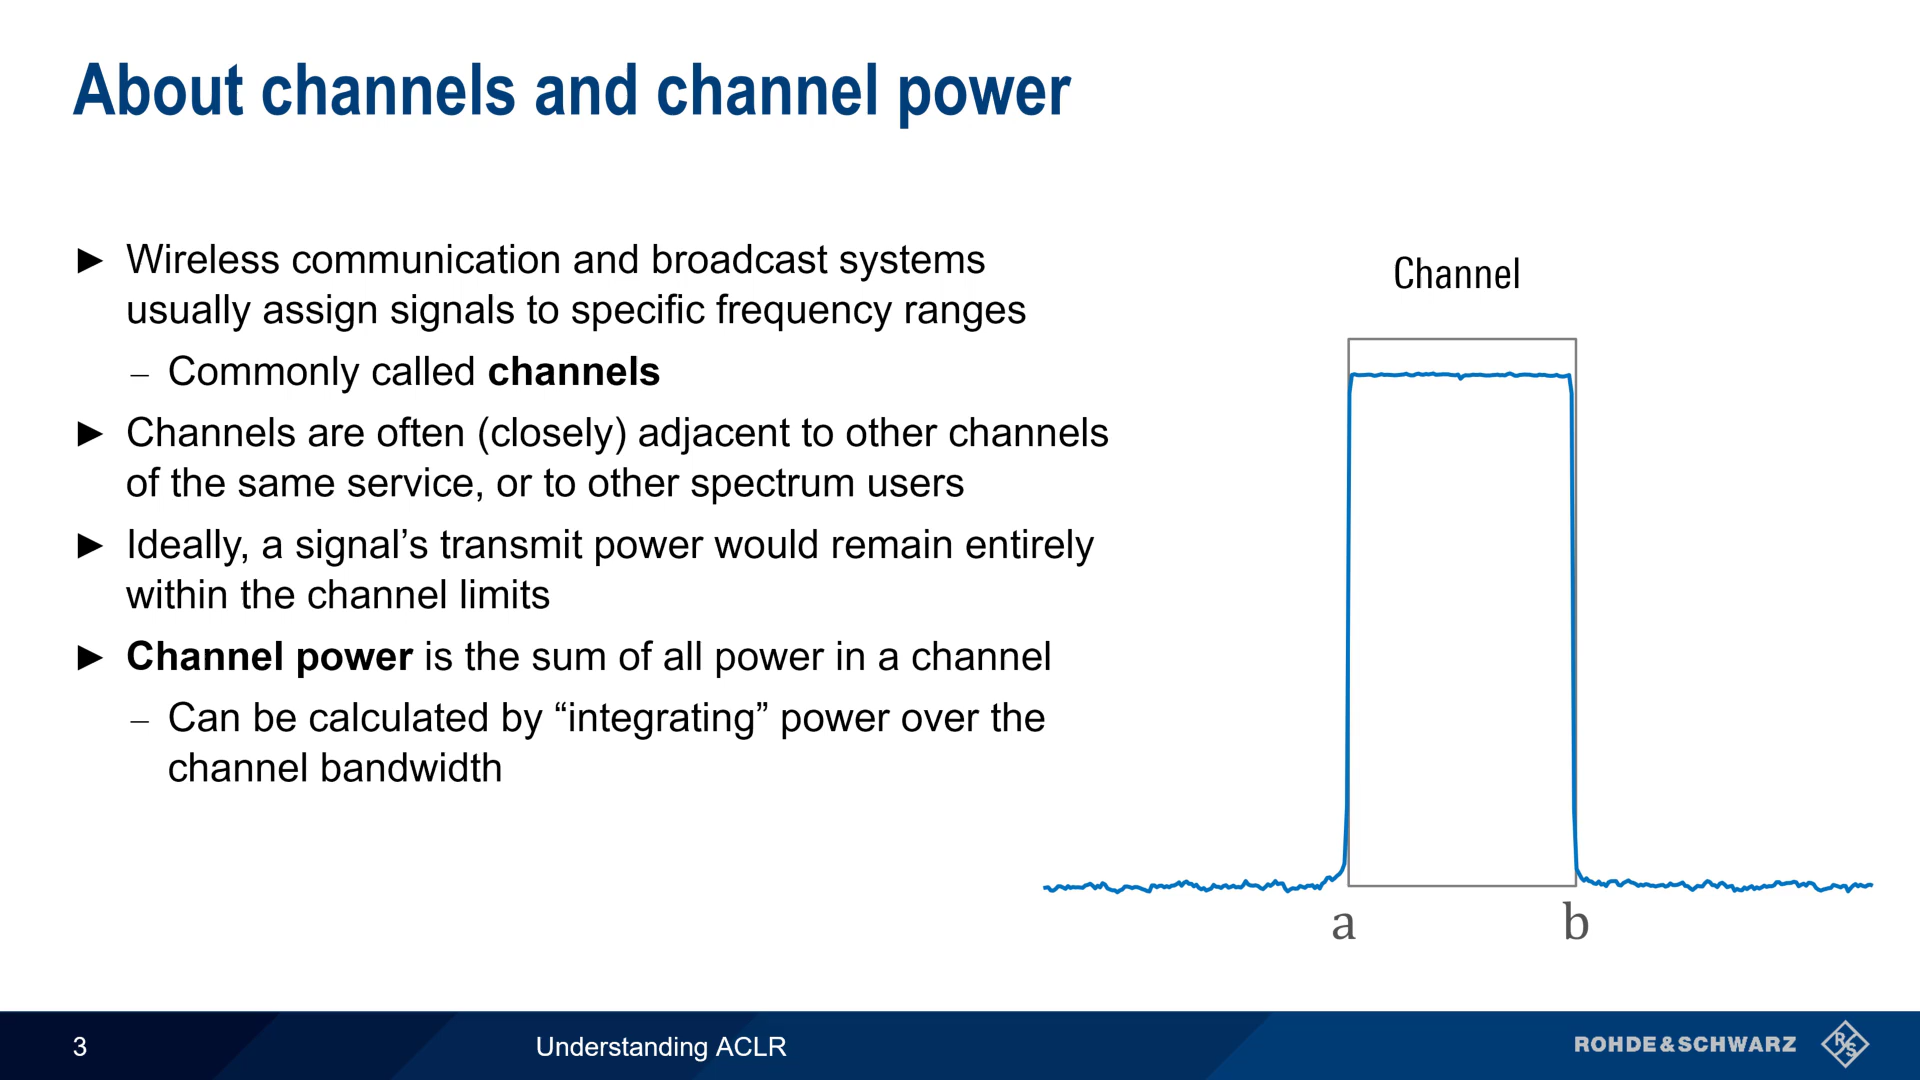 About channels and channel power
► Wireless communication and broadcast systems
usually assign signals to specific frequency ranges
– Commonly called channels
► Channels are often (closely) adjacent to other channels
of the same service, or to other spectrum users
► Ideally, a signal’s transmit power would remain entirely
within the channel limits
► Channel power is the sum of all power in a channel
– Can be calculated by “integrating” power over the
channel bandwidth
Channel
a
b
3
Understanding ACLR
ROHDE&SCHWARZ
R&S